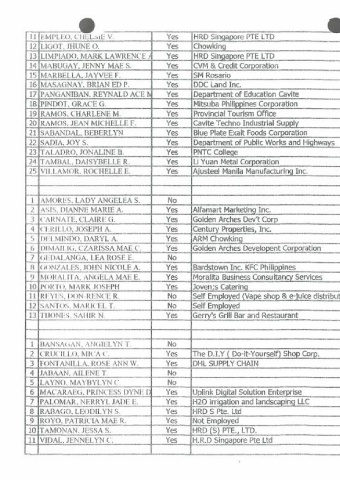 11 EMPLEO, CHELSIE V. Yes HRD Singapore PTE LTD
12 LIGOT, JHUNE O. Yes Chowking
13 LIMPIADO, MARK LAWRENCE A Yes HRD Singapore PTE LTD
14 MABUGAY, JENNY MAE S. Yes CVM & Credit Corporation
15 MARBELLA, JAYVEE F. Yes SM Rosario
16 MASAGNAY, BRIAN ED P. Yes DDC Land Inc.
17 PANGANIBAN, REYNALD ACE M Yes Department of Education Cavite
18 PINDOT, GRACE G. Yes Mitsuba Philippines Corporation
19 RAMOS, CHARLENE M. Yes Provincial Tourism Office
20 RAMOS, JEAN MICHELLE F. Yes Cavite Techno Industrial Supply
21 SABANDAL, BEBERLYN Yes Blue Plate Exalt Foods Corporation
22 SADIA, JOY S. Yes Department of Public Works and Highways
23 TALADRO, JONALINE B. Yes PNTC College
24 TAMBAL, DAISYBELLE R. Yes Li Yuan Metal Corporation
25 VILLAMOR, ROCHELLE E. Yes Ajusteel Manila Manufacturing Inc.
1 AMORES, LADY ANGELEA S. No
2 ASIS, DIANNE MARIE A. Yes Alfamart Marketing Inc.
3 CARNATE, CLAIRE G. Yes Golden Arches Dev't Corp
4 CERILLO, JOSEPH A. Yes Century Properties, Inc.
5 DELMINDO, DARYL A. Yes ARM Chowking
6 DIMAILIG, CZARISSA MAE C. Yes Golden Arches Developent Corporation
7 GEDALANGA, LEA ROSE E. No
8 GONZALES, JOHN NICOLE A. Yes Bardstown Inc. KFC Philippines
9 MORALITA, ANGELA MAE E. Yes Moralita Business Consultancy Services
10 PORTO, MARK JOSEPH Yes Joven;s Catering
11 REYES, DON RENCE R. No Self Employed (Vape shop & e-juice distribut
12 SANTOS, MARICEL T. No Self Employed
13 TIJONES, SAHIR N. Yes Gerry's Grill Bar and Restaurant
1 BANSAGAN, ANGIELYN T. No
2 CRUCILLO, MICA C. Yes The D.I.Y ( Do-It-Yourself) Shop Corp.
3 FONTANILLA, ROSE ANN W. Yes DHL SUPPLY CHAIN
4 JABAAN, AILENE T. No
5 LAYNO, MAYBYLYN C. No
6 MACARAEG, PRINCESS DYNE D Yes Uplink Digital Solution Enterprise
7 PALOMAR, NERRYL JADE E. Yes H2O Irrigation and landscaping LLC
8 RABAGO, LEODILYN S. Yes HRD S Pte. Ltd
9 ROYO, PATRICIA MAE R. Yes Not Employed
10 TAMONAN, JESSA S. Yes HRD (S) PTE., LTD.
11 VIDAL, JENNELYN C. Yes H.R.D Singapore Pte Ltd